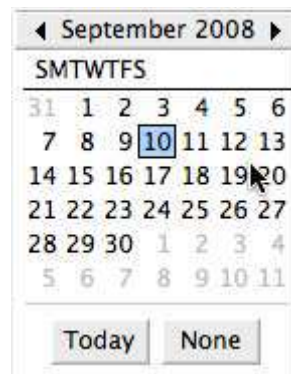 ◀ September 2008 ▶
SMTWTFS
31 1 2 3 4 5 6
7 8 9 10 11 12 13
14 15 16 17 18 19 20
21 22 23 24 25 26 27
28 29 30 1 2 3 4
5 6 7 8 9 10 11
Today None